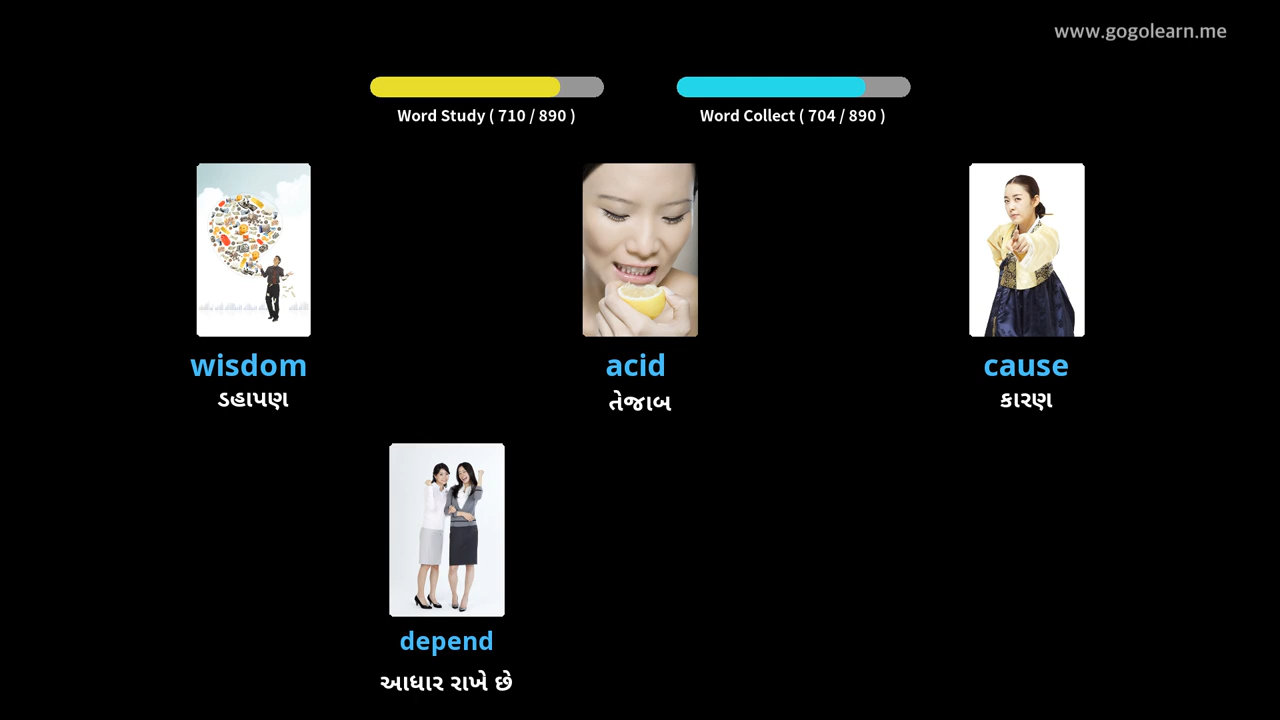 www.gogolearn.me
Word Study ( 710 / 890 )
Word Collect ( 704 / 890 )
wisdom
ડહાપણ
acid
તેજાબ
cause
કારણ
depend
આધાર રાખે છે